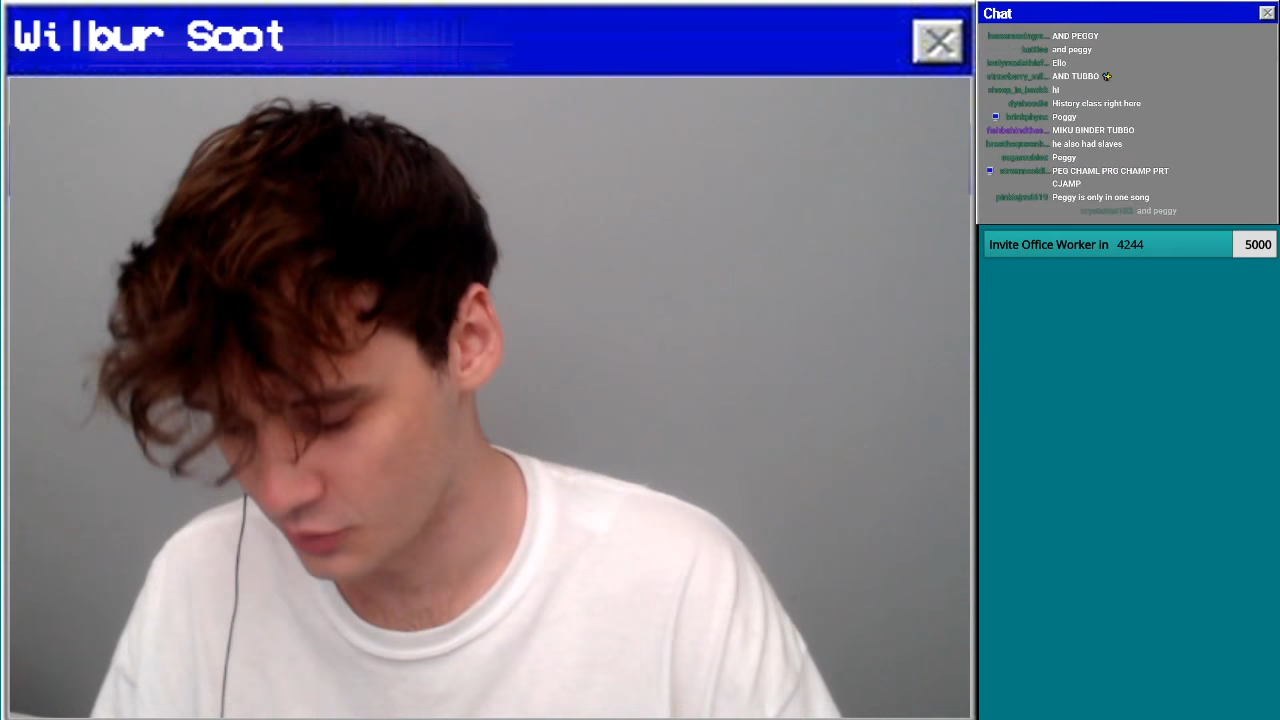 Wilbur Soot
Chat
AND PEGGY
and peggy
Ello
AND TUBBO
hi
History class right here
Poggy
MIKU BINDER TUBBO
he also had slaves
Peggy
PEG CHAML PRG CHAMP PRT
CJAMP
Peggy is only in one song
and peggy
Invite Office Worker in 4244
5000